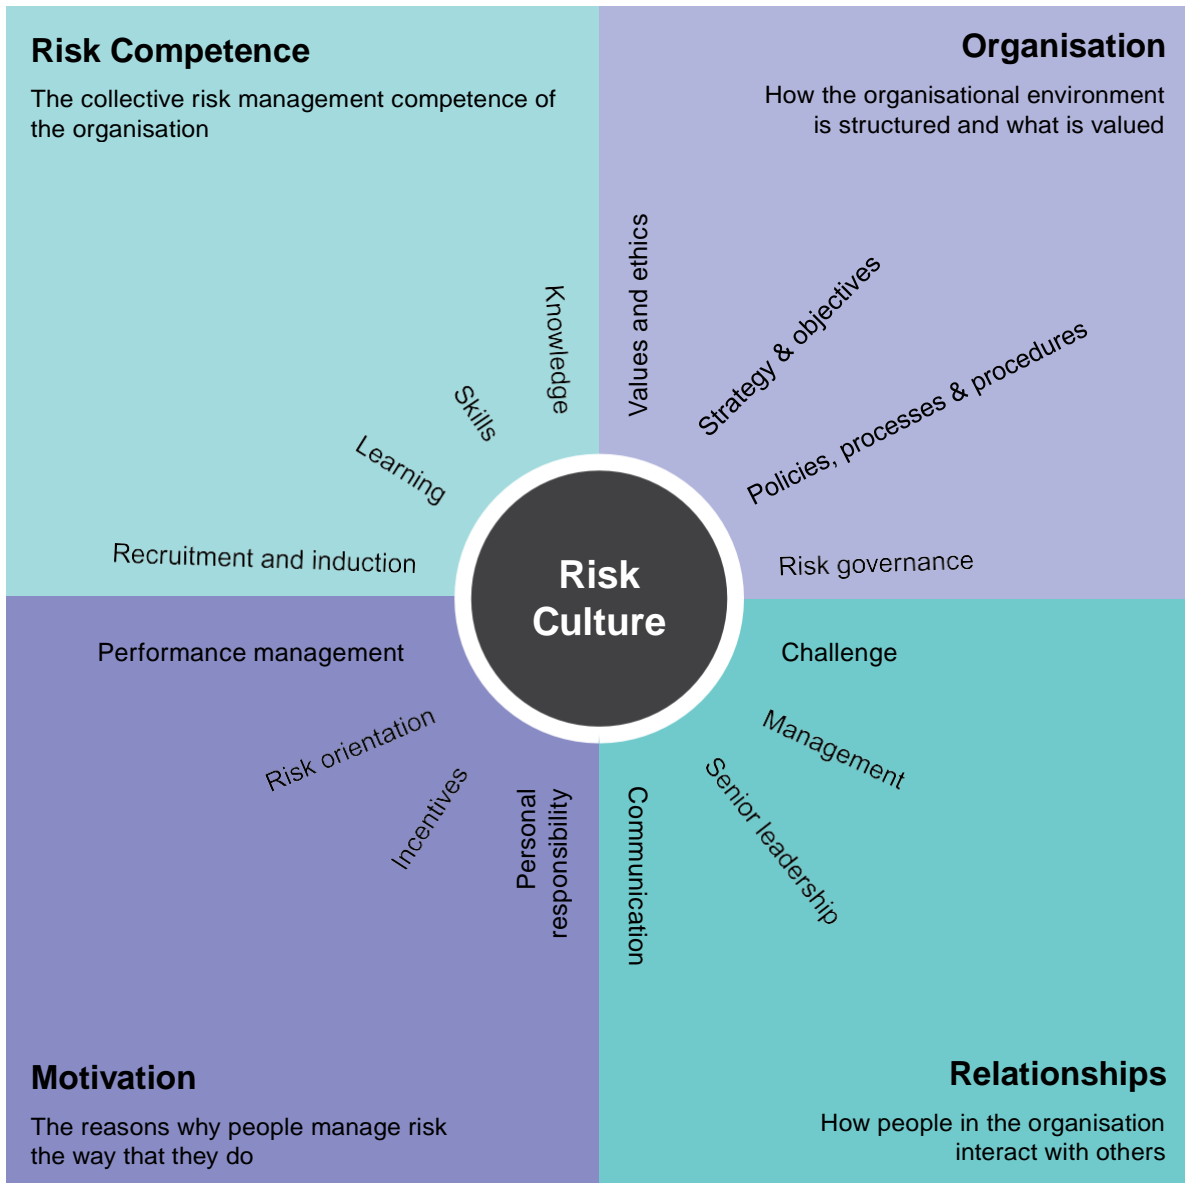 Risk Competence
The collective risk management competence of
the organisation
Knowledge
Skills
Learning
Recruitment and induction
Organisation
How the organisational environment
is structured and what is valued
Values and ethics
Strategy & objectives
Policies, processes & procedures
Risk governance
Risk
Culture
Performance management
Risk orientation
Incentives
Personal
responsibility
Motivation
The reasons why people manage risk
the way that they do
Challenge
Management
Senior leadership
Communication
Relationships
How people in the organisation
interact with others